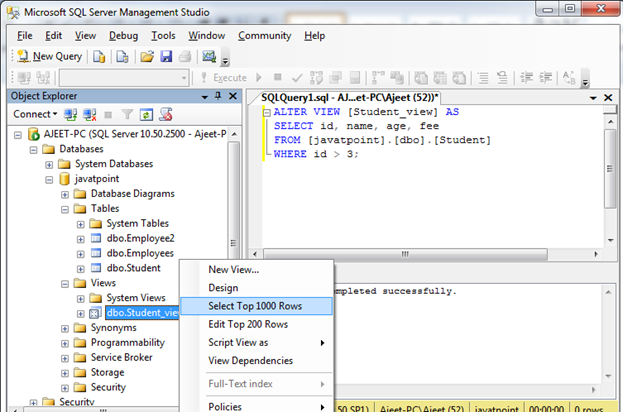 Microsoft SQL Server Management Studio
File Edit View Debug Tools Window Community Help
New Query
Execute
Object Explorer
Connect
AJEET-PC (SQL Server 10.50.2500 - Ajeet-P
Databases
System Databases
javatpoint
Database Diagrams
Tables
System Tables
dbo.Employee2
dbo.Employees
dbo.Student
Views
System Views
dbo.Student_vie
Synonyms
Programmability
Service Broker
Storage
Security
Security
SQLQuery1.sql - AJ...et-PC\Ajeet (52))*
ALTER VIEW [Student_view] AS
SELECT id, name, age, fee
FROM [javatpoint].[dbo].[Student]
WHERE id > 3;
New View...
Design
Select Top 1000 Rows
Edit Top 200 Rows
Script View as
View Dependencies
Full-Text index
Policies
mpleted successfully.
50 SP1) Ajeet-PC\Ajeet (52) javatpoint 00:00:00 0 rows